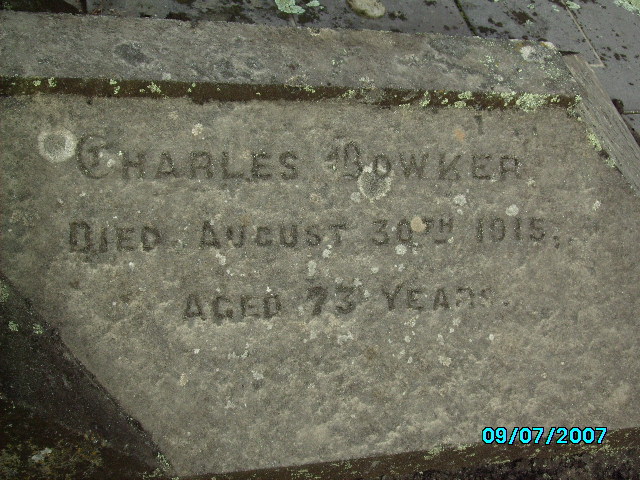 Charles Bowker
Died August 30th 1915,
Aged 73 Years.
09/07/2007